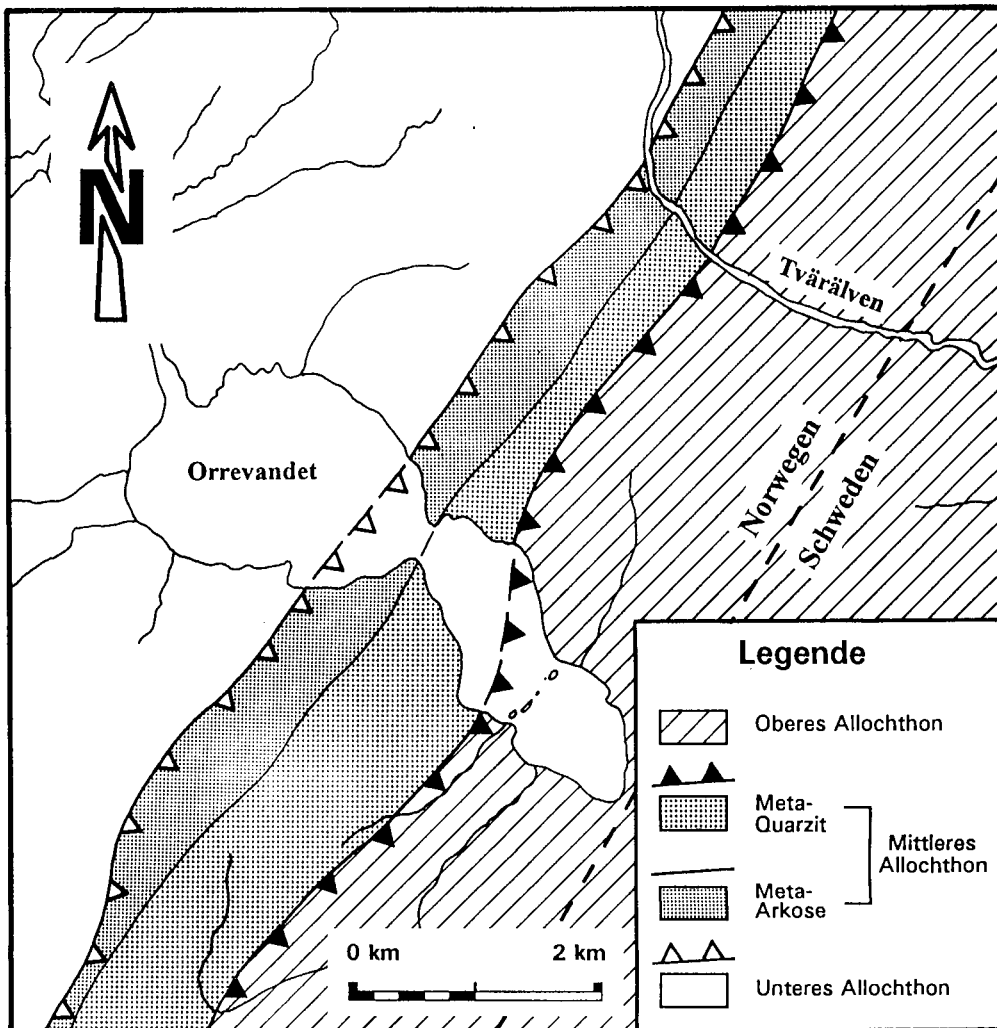 N
Tvärälven
Orrevandet
Norwegen
Schweden
Legende
Oberes Allochthon
Meta-
Quarzit
Mittleres
Allochthon
Meta-
Arkose
Unteres Allochthon
0 km
2 km